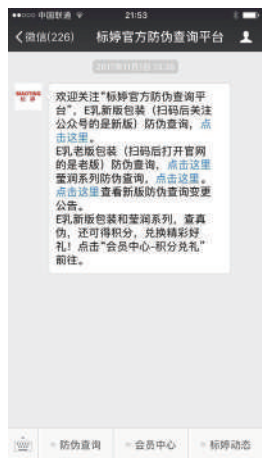 中国联通
21:53
微信(226)
标婷官方防伪查询平台
欢迎关注“标婷官方防伪查询平
台”，E乳新版包装（扫码后关注
公众号的是新版）防伪查询，点
击这里。
E乳老版包装（扫码后打开官网
的是老版）防伪查询，点击这里
莹润系列防伪查询，点击这里。
点击这里查看新版防伪查询变更
公告。
E乳新版包装和莹润系列，查真
伪，还可得积分，兑换精彩好
礼！点击“会员中心-积分兑礼”
前往。
防伪查询
会员中心
标婷动态